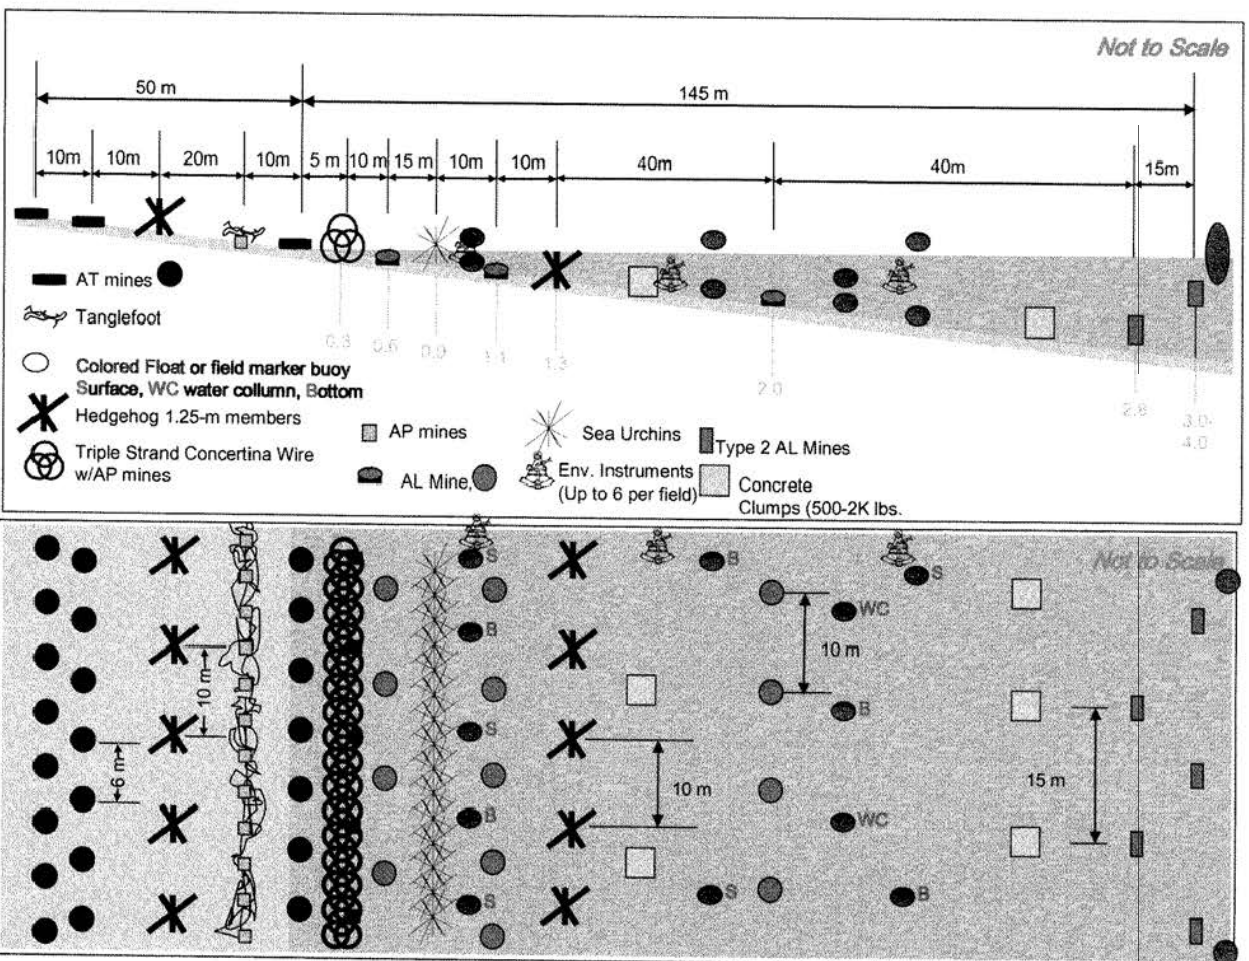 Not to Scale
50 m
145 m
10m 10m 20m 10m 5 m 10 m 15 m 10m 10m 40m 40m 15m
AT mines
Tanglefoot
Colored Float or field marker buoy
Surface, WC water collumn, Bottom
Hedgehog 1.25-m members
Triple Strand Concertina Wire
w/AP mines
0.3 0.6 0.9 1.1 1.3 2.0 2.8 3.0-
4.0
AP mines
AL Mine,
Sea Urchins
Env. Instruments
(Up to 6 per field)
Type 2 AL Mines
Concrete
Clumps (500-2K lbs.
Not to Scale
S B S
WC
B
10 m
10 m
B
S
6 m
10 m
15 m
B WC
S S B